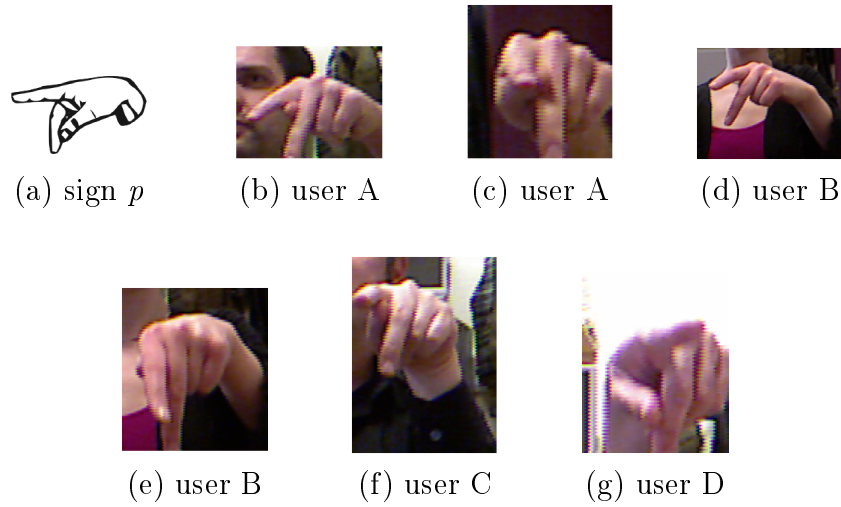 (a) sign p
(b) user A
(c) user A
(d) user B
(e) user B
(f) user C
(g) user D